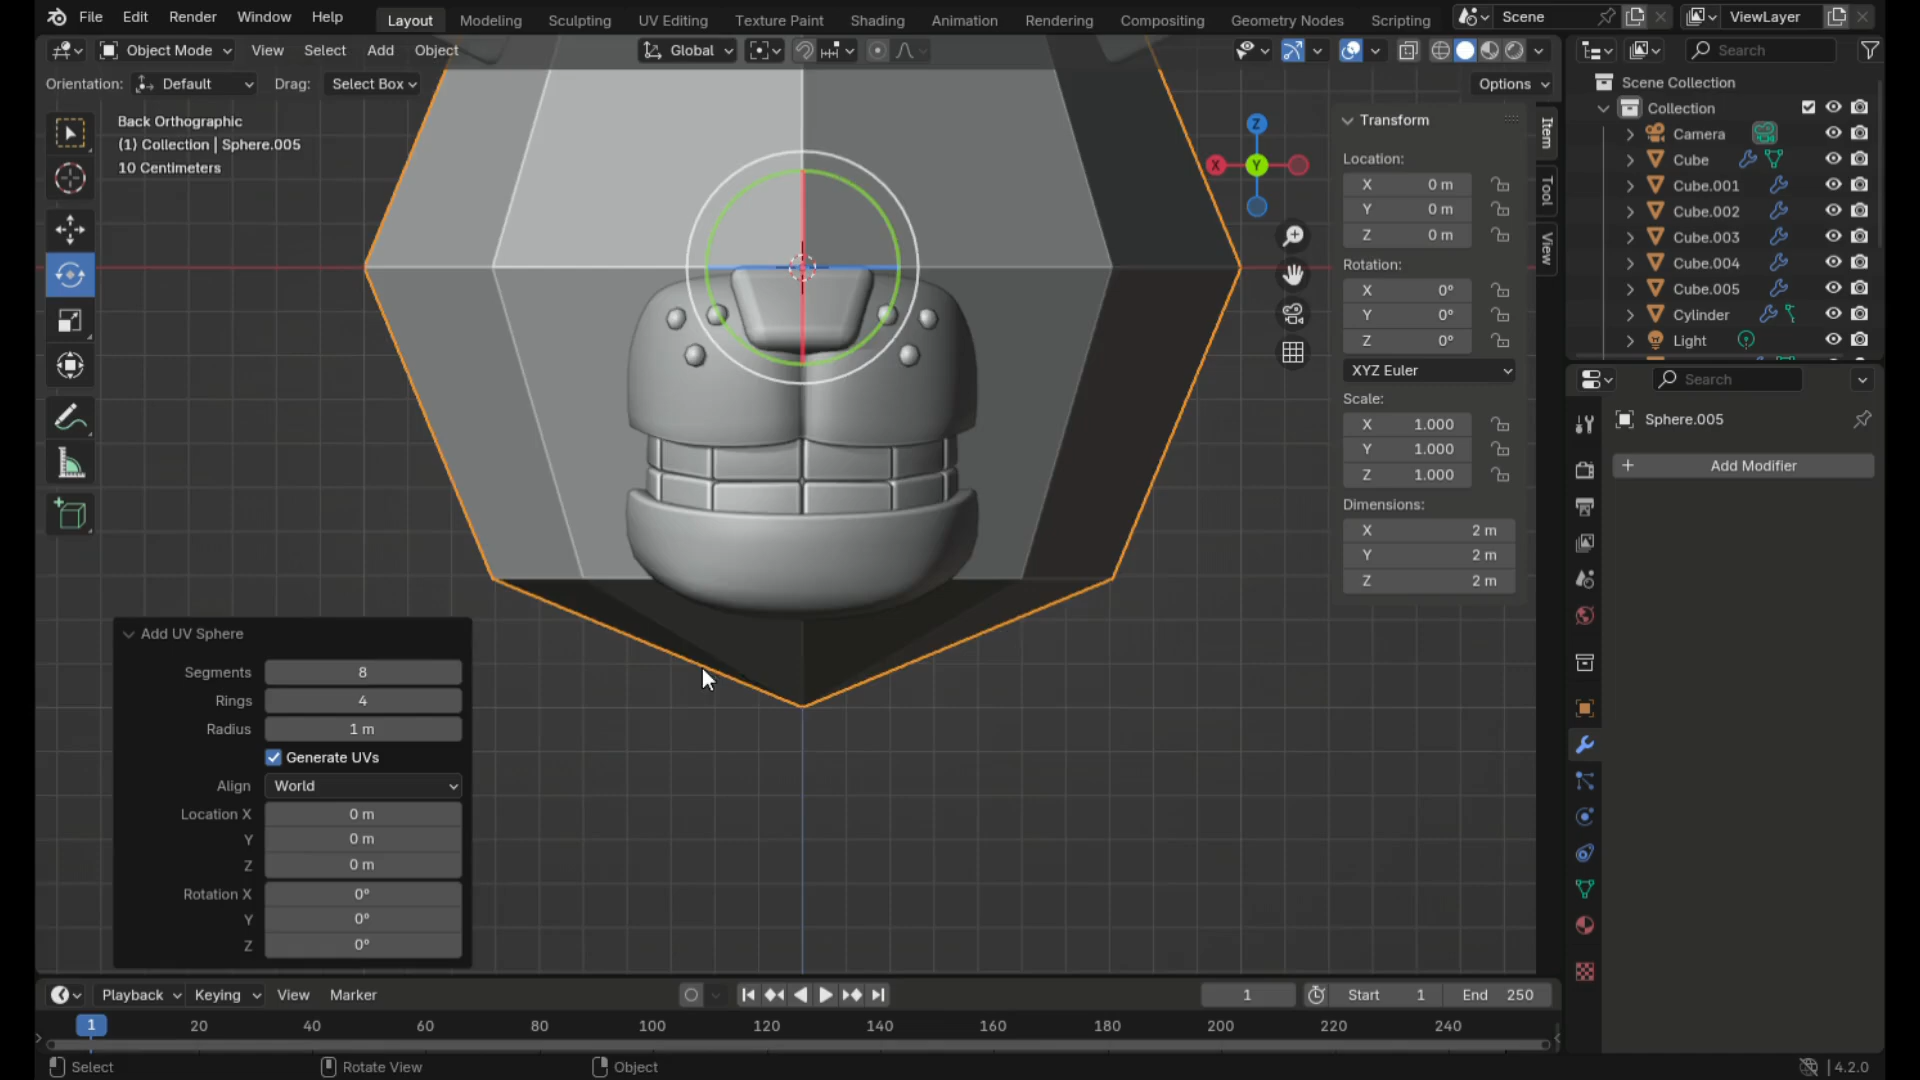 File Edit Render Window Help Layout Modeling Sculpting UV Editing Texture Paint Shading Animation Rendering Compositing Geometry Nodes Scripting Scene ViewLayer
Object Mode View Select Add Object Global Search
Orientation: Default Drag: Select Box Options
Back Orthographic
(1) Collection | Sphere.005
10 Centimeters
Z
X
Y
Transform
Location:
X 0 m
Y 0 m
Z 0 m
Rotation:
X 0°
Y 0°
Z 0°
XYZ Euler
Scale:
X 1.000
Y 1.000
Z 1.000
Dimensions:
X 2 m
Y 2 m
Z 2 m
Item
Tool
View
Scene Collection
Collection
Camera
Cube
Cube.001
Cube.002
Cube.003
Cube.004
Cube.005
Cylinder
Light
Search
Sphere.005
+ Add Modifier
Add UV Sphere
Segments 8
Rings 4
Radius 1 m
Generate UVs
Align World
Location X 0 m
Y 0 m
Z 0 m
Rotation X 0°
Y 0°
Z 0°
Playback Keying View Marker 1 Start 1 End 250
1 20 40 60 80 100 120 140 160 180 200 220 240
Select Rotate View Object 4.2.0